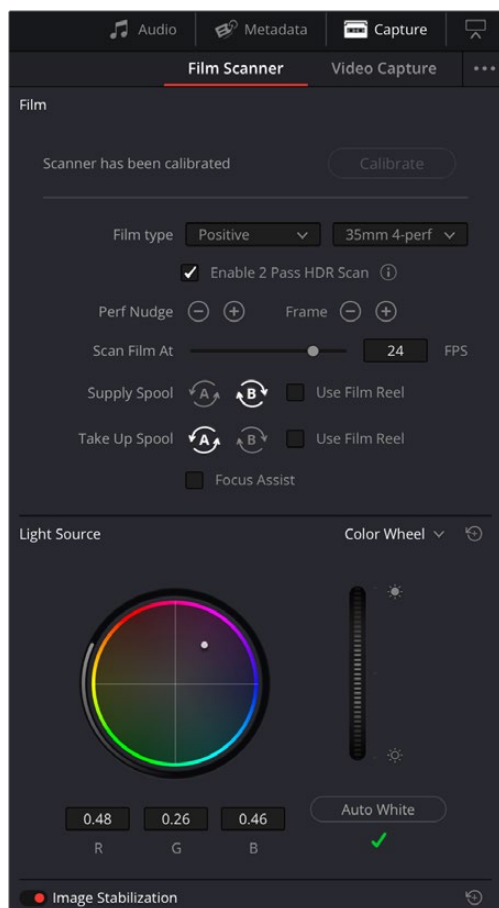 Audio Metadata Capture
Film Scanner Video Capture
Film
Scanner has been calibrated Calibrate
Film type Positive 35mm 4-perf
Enable 2 Pass HDR Scan
Perf Nudge Frame
Scan Film At 24 FPS
Supply Spool A B Use Film Reel
Take Up Spool A B Use Film Reel
Focus Assist
Light Source Color Wheel
0.48 0.26 0.46 Auto White
R G B
Image Stabilization